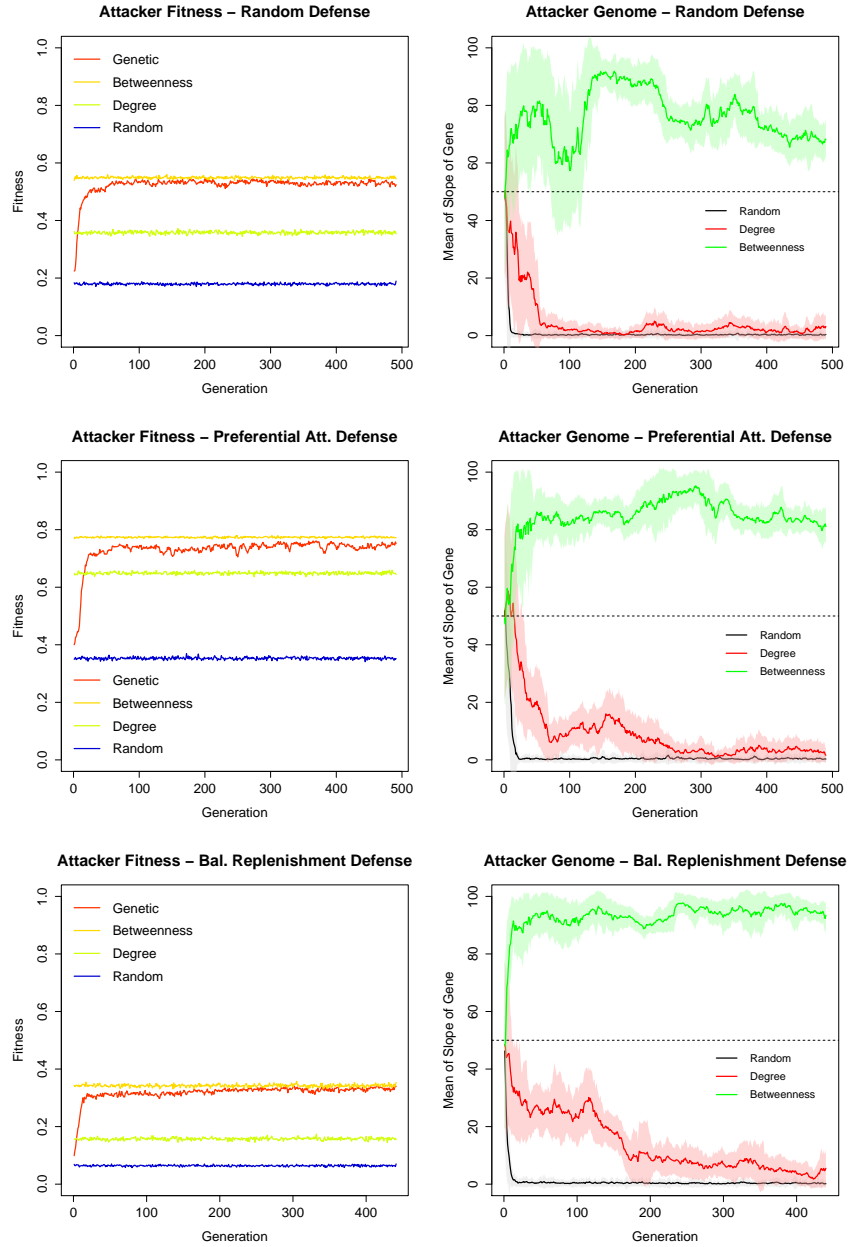 Attacker Fitness – Random Defense
1.0
0.8
0.6
0.4
0.2
0.0
Fitness
Genetic
Betweenness
Degree
Random
0 100 200 300 400 500
Generation
Attacker Genome – Random Defense
100
80
60
40
20
0
Mean of Slope of Gene
Random
Degree
Betweenness
0 100 200 300 400 500
Generation
Attacker Fitness – Preferential Att. Defense
1.0
0.8
0.6
0.4
0.2
0.0
Fitness
Genetic
Betweenness
Degree
Random
0 100 200 300 400 500
Generation
Attacker Genome – Preferential Att. Defense
100
80
60
40
20
0
Mean of Slope of Gene
Random
Degree
Betweenness
0 100 200 300 400 500
Generation
Attacker Fitness – Bal. Replenishment Defense
1.0
0.8
0.6
0.4
0.2
0.0
Fitness
Genetic
Betweenness
Degree
Random
0 100 200 300 400
Generation
Attacker Genome – Bal. Replenishment Defense
100
80
60
40
20
0
Mean of Slope of Gene
Random
Degree
Betweenness
0 100 200 300 400
Generation